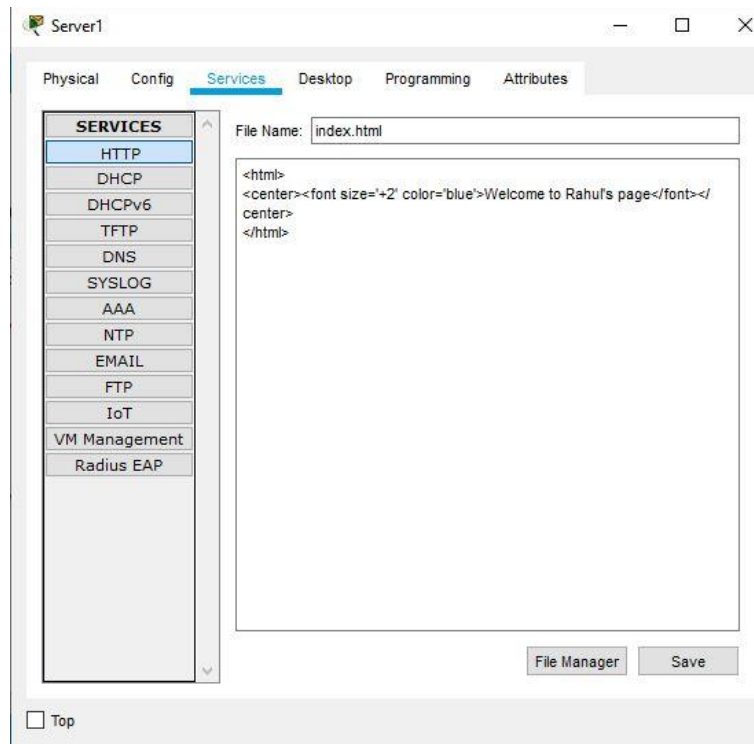 Server1
Physical Config Services Desktop Programming Attributes
SERVICES
HTTP
DHCP
DHCPv6
TFTP
DNS
SYSLOG
AAA
NTP
EMAIL
FTP
IoT
VM Management
Radius EAP
File Name: index.html
<html>
<center><font size='+2' color='blue'>Welcome to Rahul's page</font></
center>
</html>
File Manager Save
Top